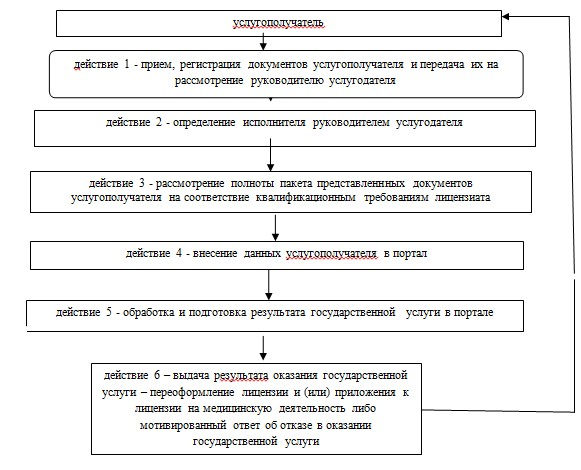 услугополучатель
действие 1 - прием, регистрация документов услугополучателя и передача их на
рассмотрение руководителю услугодателя
действие 2 - определение исполнителя руководителем услугодателя
действие 3 - рассмотрение полноты пакета представленнных документов
услугополучателя на соответствие квалификационным требованиям лицензиата
действие 4 - внесение данных услугополучателя в портал
действие 5 - обработка и подготовка результата государственной услуги в портале
действие 6 – выдача результата оказания государственной
услуги – переоформление лицензии и (или) приложения к
лицензии на медицинскую деятельность либо
мотивированный ответ об отказе в оказании
государственной услуги